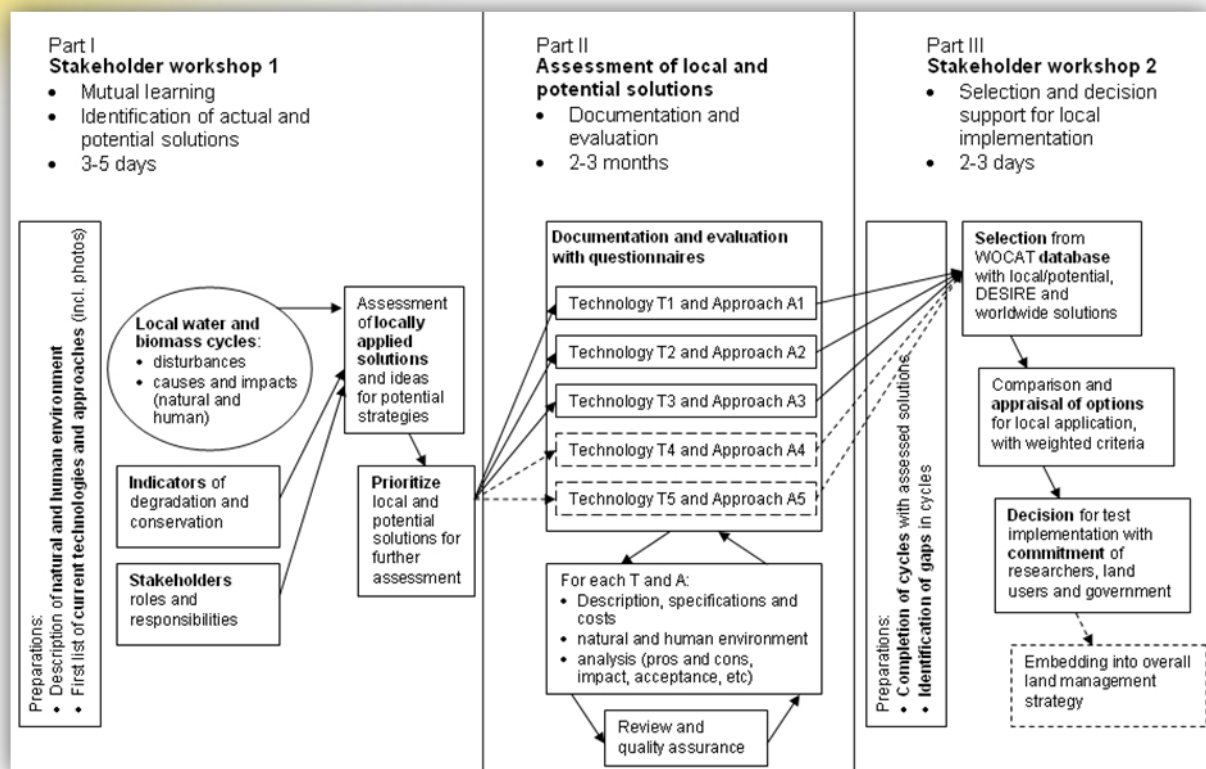 Part I
Stakeholder workshop 1
• Mutual learning
• Identification of actual and
potential solutions
• 3-5 days
Preparations:
• Description of natural and human environment
• First list of current technologies and approaches (incl. photos)
Local water and
biomass cycles:
• disturbances
• causes and impacts
(natural and
human)
Indicators of
degradation and
conservation
Stakeholders
roles and
responsibilities
Assessment
of locally
applied
solutions
and ideas
for potential
strategies
Prioritize
local and
potential
solutions for
further
assessment
Part II
Assessment of local and
potential solutions
• Documentation and
evaluation
• 2-3 months
Documentation and evaluation
with questionnaires
Technology T1 and Approach A1
Technology T2 and Approach A2
Technology T3 and Approach A3
Technology T4 and Approach A4
Technology T5 and Approach A5
For each T and A:
• Description, specifications and
costs
• natural and human environment
• analysis (pros and cons,
impact, acceptance, etc)
Review and
quality assurance
Part III
Stakeholder workshop 2
• Selection and decision
support for local
implementation
• 2-3 days
Preparations:
• Completion of cycles with assessed solutions
• Identification of gaps in cycles
Selection from
WOCAT database
with local/potential,
DESIRE and
worldwide solutions
Comparison and
appraisal of options
for local application,
with weighted criteria
Decision for test
implementation with
commitment of
researchers, land
users and government
Embedding into overall
land management
strategy